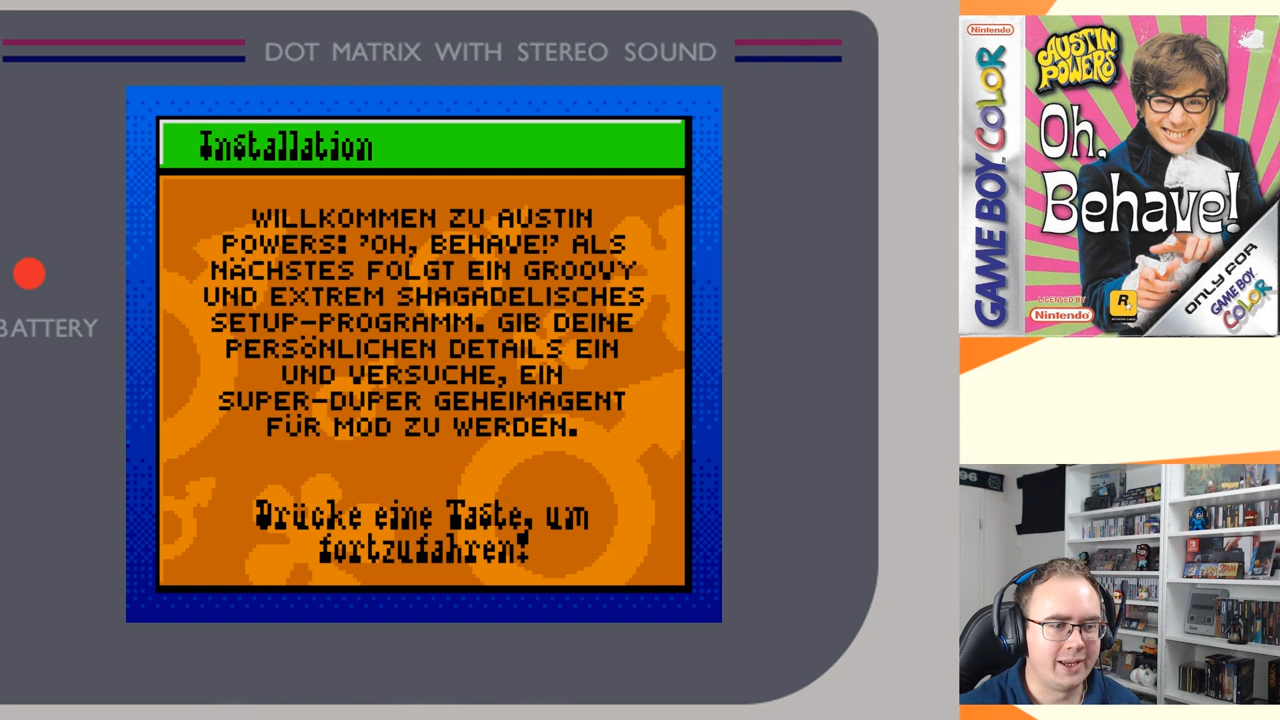 DOT MATRIX WITH STEREO SOUND
BATTERY
Installation
WILLKOMMEN ZU AUSTIN
POWERS: 'OH, BEHAVE!' ALS
NÄCHSTES FOLGT EIN GROOVY
UND EXTREM SHAGADELISCHES
SETUP-PROGRAMM. GIB DEINE
PERSÖNLICHEN DETAILS EIN
UND VERSUCHE, EIN
SUPER-DUPER GEHEIMAGENT
FÜR MOD ZU WERDEN.
Drücke eine Taste, um
fortzufahren!
Nintendo
GAME BOY COLOR
AUSTIN
POWERS
Oh,
Behave!
LICENSED BY
Nintendo
R
ONLY FOR
GAME BOY
COLOR
96